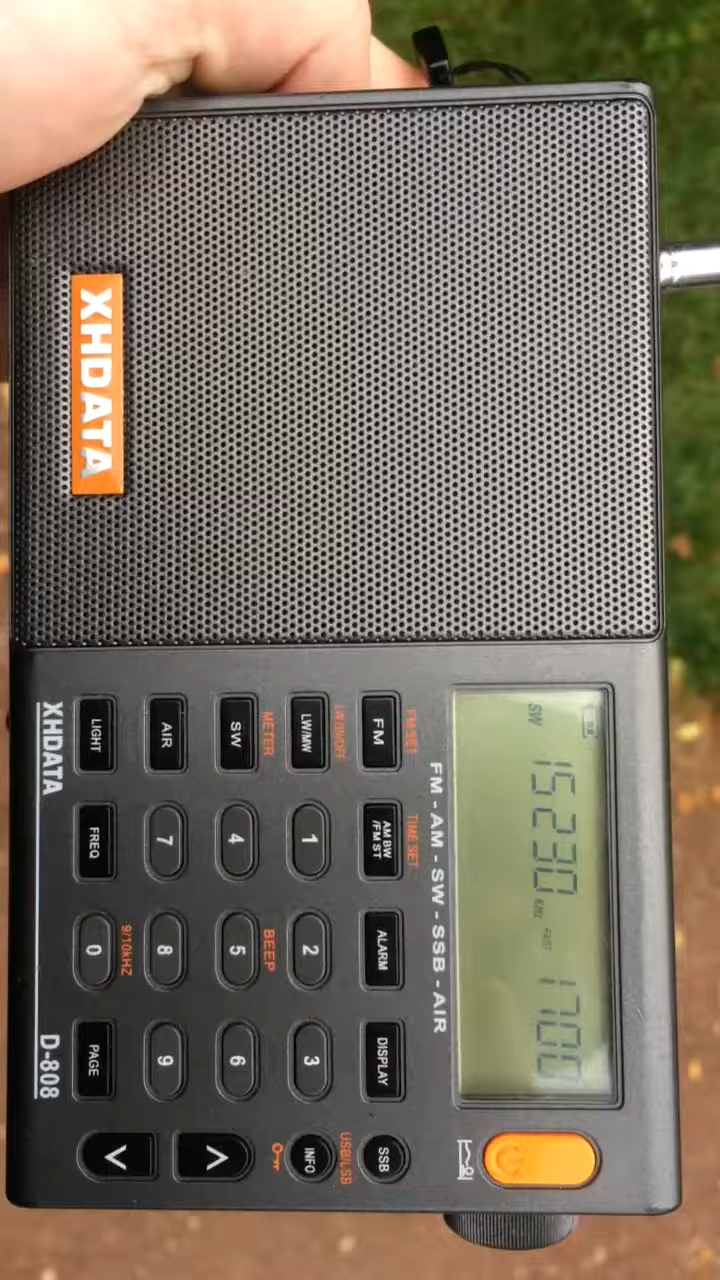 SW 15230 KHz FAST 1700
FM - AM - SW - SSB - AIR
FM SET TIME SET
FM AM BW /FM ST ALARM DISPLAY SSB
LW ON/OFF USB/LSB
LW/MW 1 2 3 INFO
METER BEEP
SW 4 5 6
AIR 7 8 9
9/10kHZ
LIGHT FREQ 0 PAGE
XHDATA
XHDATA D-808